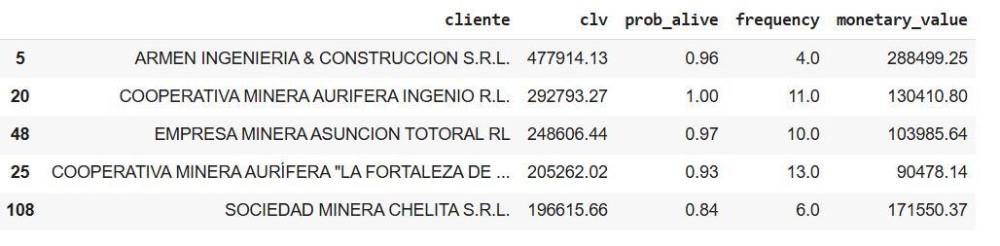 cliente clv prob_alive frequency monetary_value
5 ARMEN INGENIERIA & CONSTRUCCION S.R.L. 477914.13 0.96 4.0 288499.25
20 COOPERATIVA MINERA AURIFERA INGENIO R.L. 292793.27 1.00 11.0 130410.80
48 EMPRESA MINERA ASUNCION TOTORAL RL 248606.44 0.97 10.0 103985.64
25 COOPERATIVA MINERA AURÍFERA "LA FORTALEZA DE ... 205262.02 0.93 13.0 90478.14
108 SOCIEDAD MINERA CHELITA S.R.L. 196615.66 0.84 6.0 171550.37